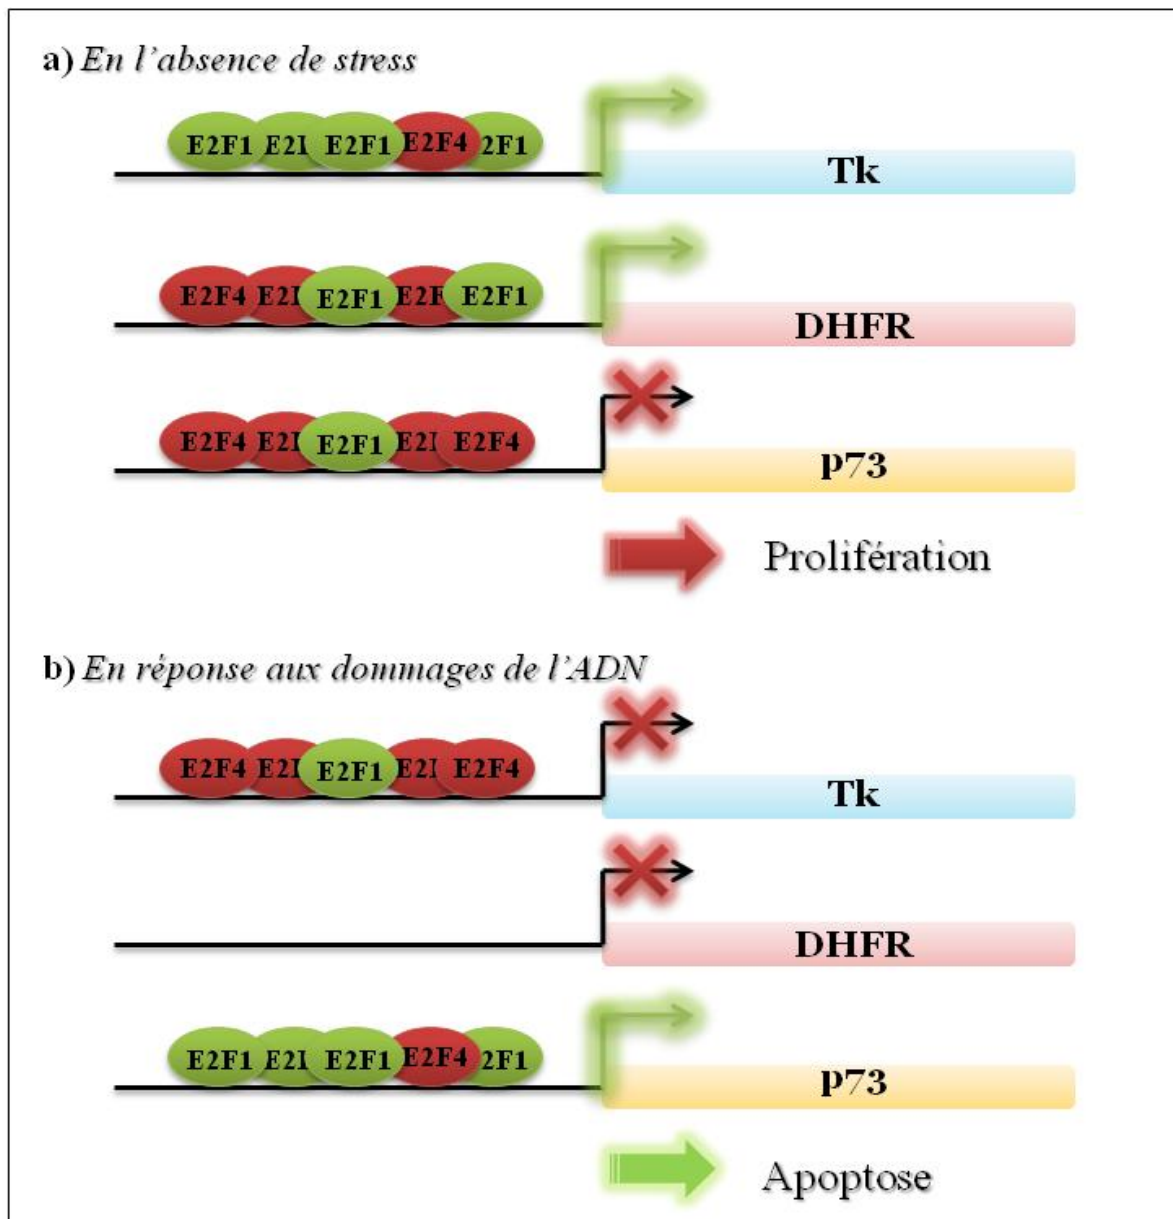 a) En l'absence de stress
E2F1 E2I E2F1 E2F4 2F1
Tk
E2F4 E2I E2F1 E2F E2F1
DHFR
E2F4 E2I E2F1 E2I E2F4
p73
Prolifération
b) En réponse aux dommages de l'ADN
E2F4 E2I E2F1 E2I E2F4
Tk
DHFR
E2F1 E2I E2F1 E2F4 2F1
p73
Apoptose